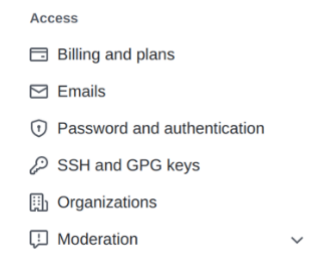 Access
Billing and plans
Emails
Password and authentication
SSH and GPG keys
Organizations
Moderation